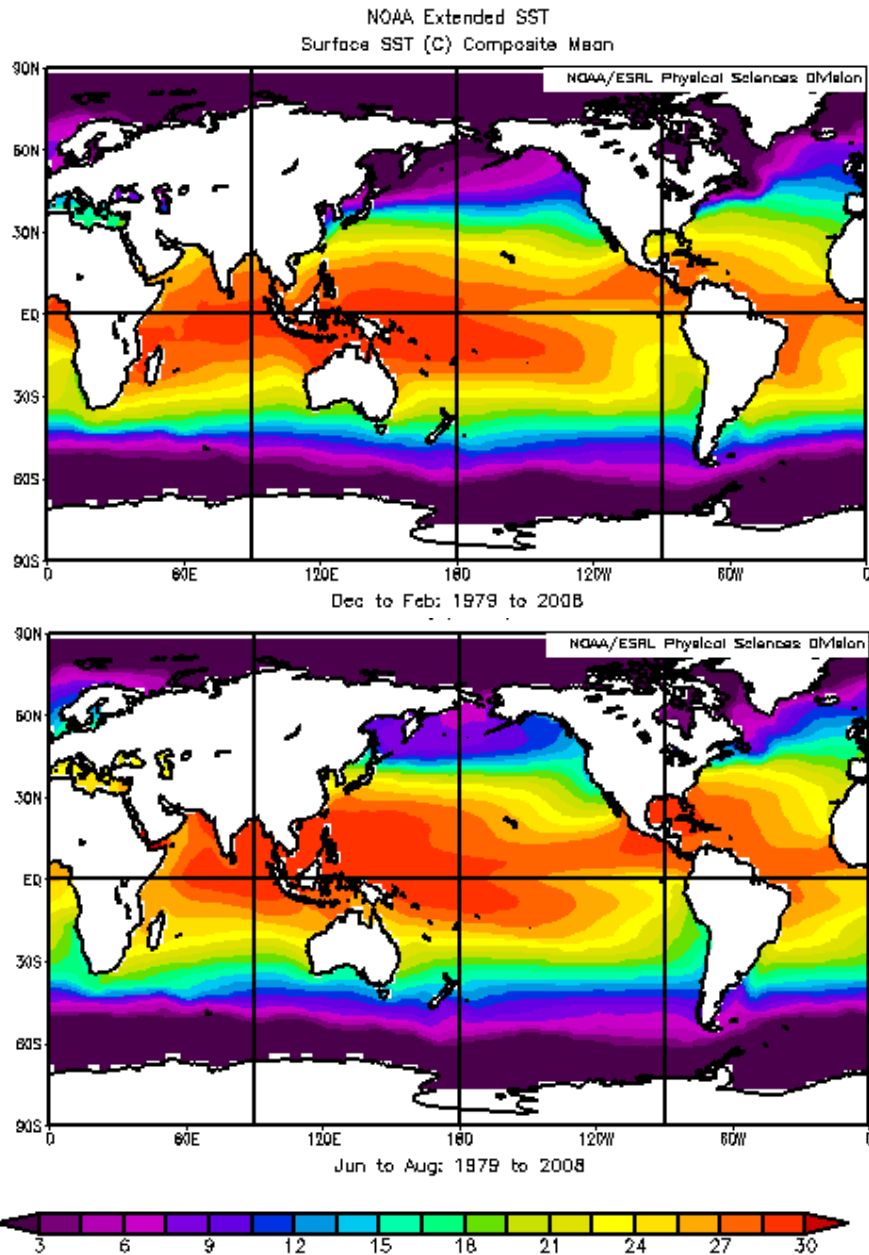 NOAA Extended SST
Surface SST (C) Composite Mean
NOAA/ESRL Physical Sciences Division
90N
60N
30N
EQ
30S
60S
90S
0 60E 120E 180 120W 60W 0
Dec to Feb: 1979 to 2008
NOAA/ESRL Physical Sciences Division
90N
60N
30N
EQ
30S
60S
90S
0 60E 120E 180 120W 60W 0
Jun to Aug: 1979 to 2008
3 6 9 12 15 18 21 24 27 30